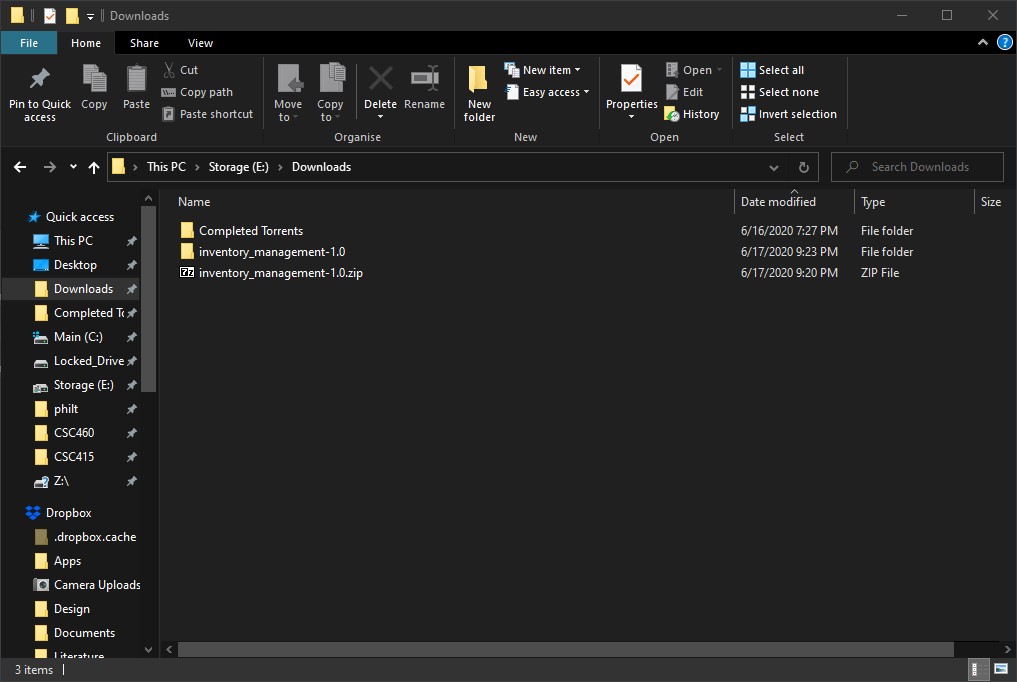 Downloads
File Home Share View
Pin to Quick access
Copy
Paste
Cut
Copy path
Paste shortcut
Clipboard
Move to
Copy to
Delete
Rename
Organise
New folder
New item
Easy access
New
Properties
Open
Edit
History
Open
Select all
Select none
Invert selection
Select
This PC > Storage (E:) > Downloads
Search Downloads
Quick access
This PC
Desktop
Downloads
Completed To
Main (C:)
Locked_Drive
Storage (E:)
philt
CSC460
CSC415
Z:\
Dropbox
.dropbox.cache
Apps
Camera Uploads
Design
Documents
Literature
Name Date modified Type Size
Completed Torrents 6/16/2020 7:27 PM File folder
inventory_management-1.0 6/17/2020 9:23 PM File folder
inventory_management-1.0.zip 6/17/2020 9:20 PM ZIP File
3 items